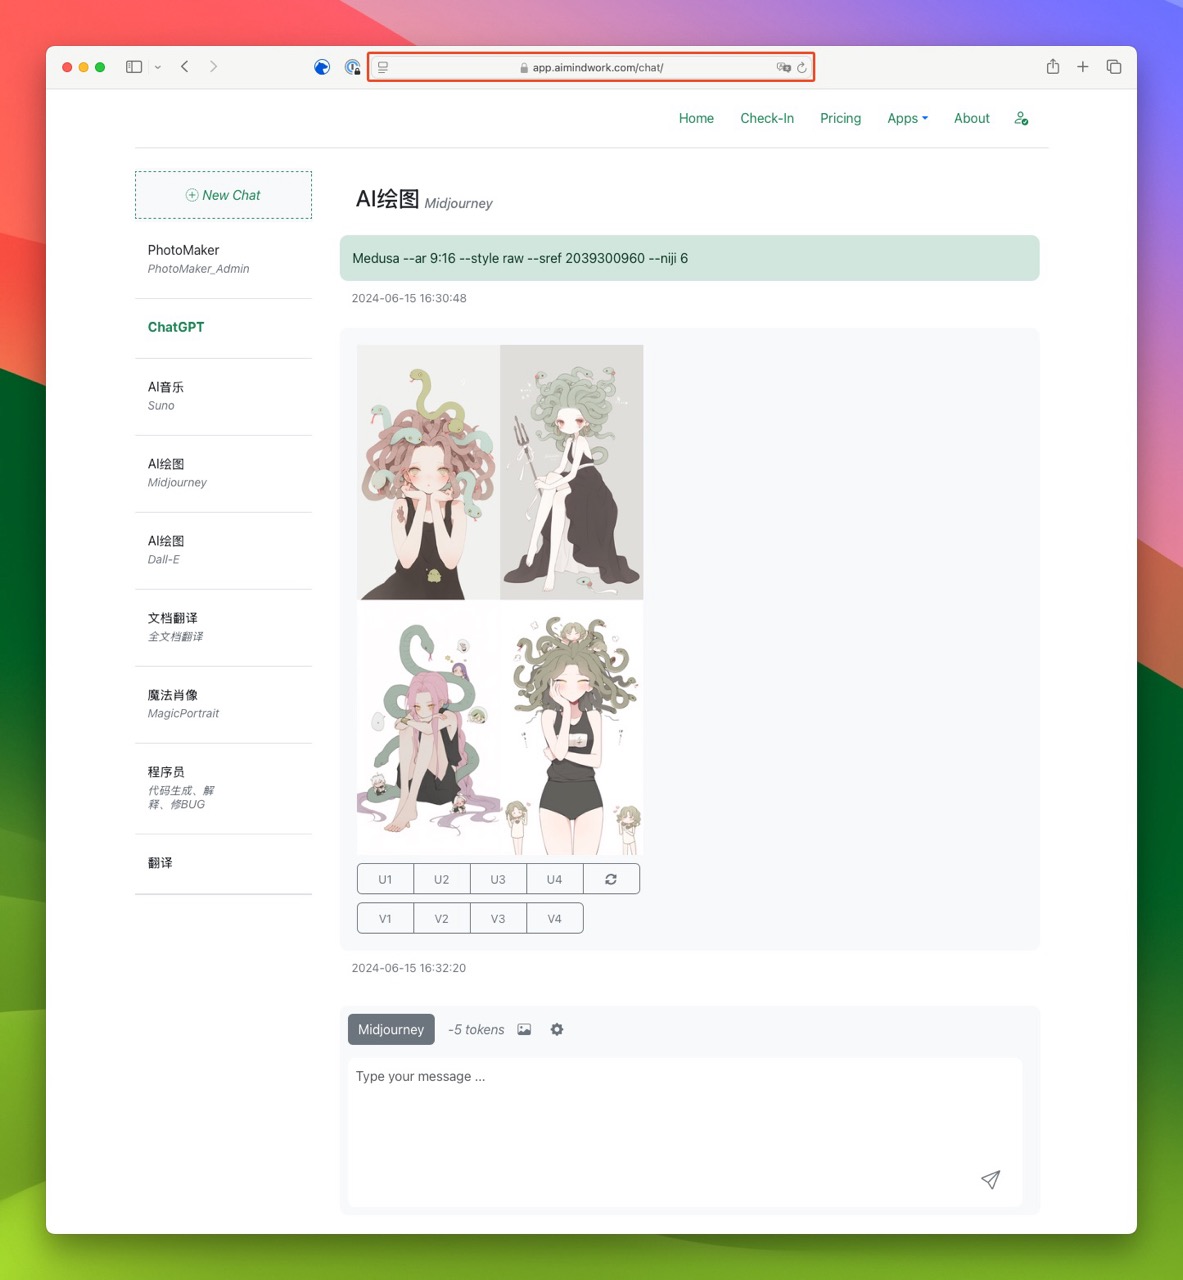 app.aimindwork.com/chat/
Home Check-In Pricing Apps About
New Chat
PhotoMaker
PhotoMaker_Admin
ChatGPT
AI音乐
Suno
AI绘图
Midjourney
AI绘图
Dall-E
文档翻译
全文档翻译
魔法肖像
MagicPortrait
程序员
代码生成、解
释、修BUG
翻译
AI绘图 Midjourney
Medusa --ar 9:16 --style raw --sref 2039300960 --niji 6
2024-06-15 16:30:48
U1 U2 U3 U4
V1 V2 V3 V4
2024-06-15 16:32:20
Midjourney -5 tokens
Type your message ...